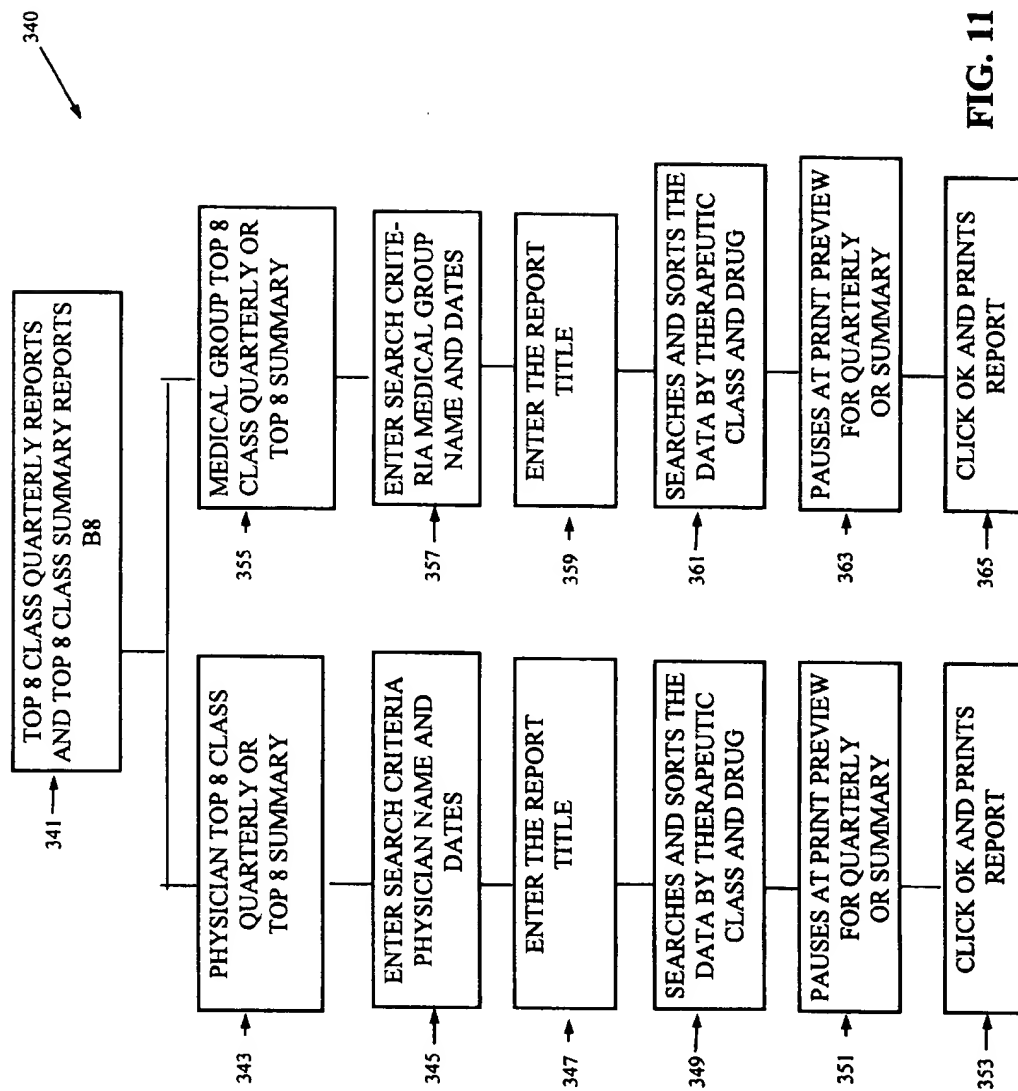 340
341
TOP 8 CLASS QUARTERLY REPORTS
AND TOP 8 CLASS SUMMARY REPORTS
B8
343
PHYSICIAN TOP 8 CLASS
QUARTERLY OR
TOP 8 SUMMARY
345
ENTER SEARCH CRITERIA
PHYSICIAN NAME AND
DATES
347
ENTER THE REPORT
TITLE
349
SEARCHES AND SORTS THE
DATA BY THERAPEUTIC
CLASS AND DRUG
351
PAUSES AT PRINT PREVIEW
FOR QUARTERLY
OR SUMMARY
353
CLICK OK AND PRINTS
REPORT
355
MEDICAL GROUP TOP 8
CLASS QUARTERLY OR
TOP 8 SUMMARY
357
ENTER SEARCH CRITE-
RIA MEDICAL GROUP
NAME AND DATES
359
ENTER THE REPORT
TITLE
361
SEARCHES AND SORTS THE
DATA BY THERAPEUTIC
CLASS AND DRUG
363
PAUSES AT PRINT PREVIEW
FOR QUARTERLY
OR SUMMARY
365
CLICK OK AND PRINTS
REPORT
FIG. 11